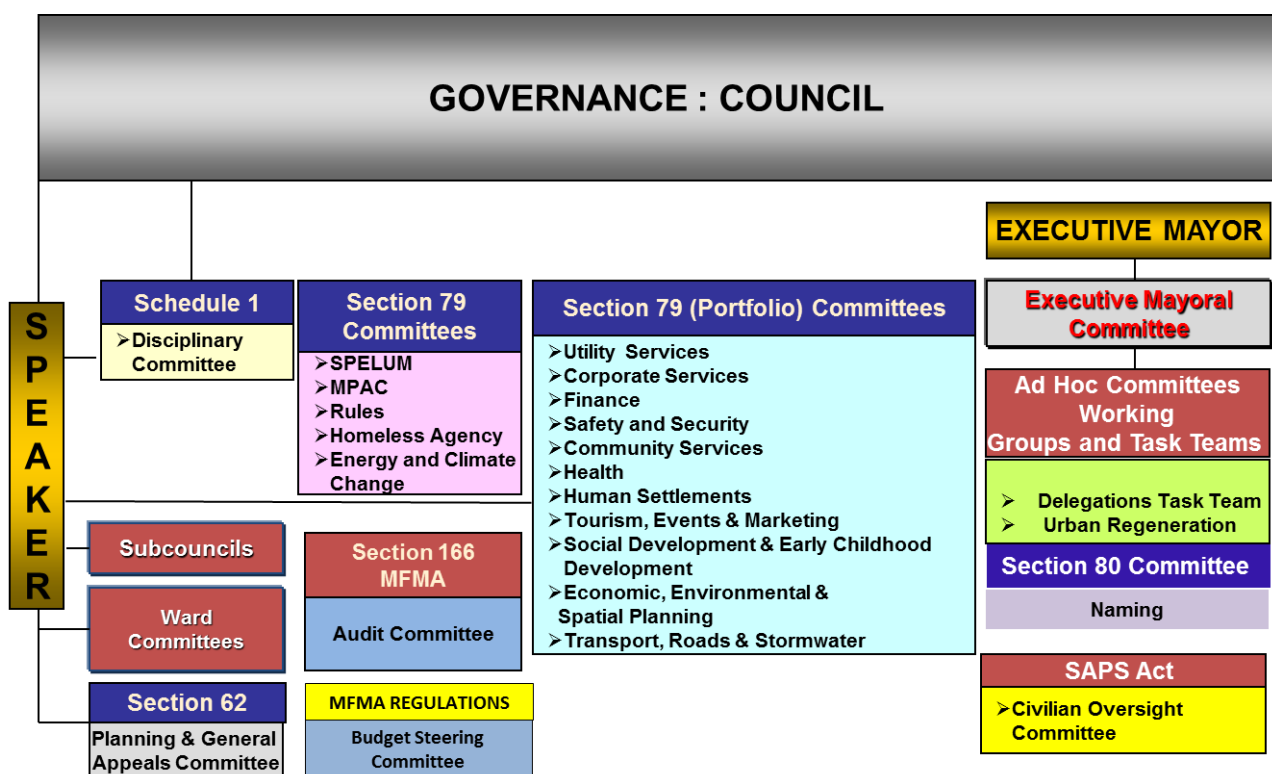 GOVERNANCE : COUNCIL
EXECUTIVE MAYOR
Executive Mayoral
Committee
Ad Hoc Committees
Working
Groups and Task Teams
➢ Delegations Task Team
➢ Urban Regeneration
Section 80 Committee
Naming
SAPS Act
➢Civilian Oversight
Committee
SPEAKER
Schedule 1
➢Disciplinary
Committee
Section 79
Committees
➢SPELUM
➢MPAC
➢Rules
➢Homeless Agency
➢Energy and Climate
Change
Section 79 (Portfolio) Committees
➢Utility Services
➢Corporate Services
➢Finance
➢Safety and Security
➢Community Services
➢Health
➢Human Settlements
➢Tourism, Events & Marketing
➢Social Development & Early Childhood
Development
➢Economic, Environmental &
Spatial Planning
➢Transport, Roads & Stormwater
Subcouncils
Ward
Committees
Section 62
Planning & General
Appeals Committee
Section 166
MFMA
Audit Committee
MFMA REGULATIONS
Budget Steering
Committee